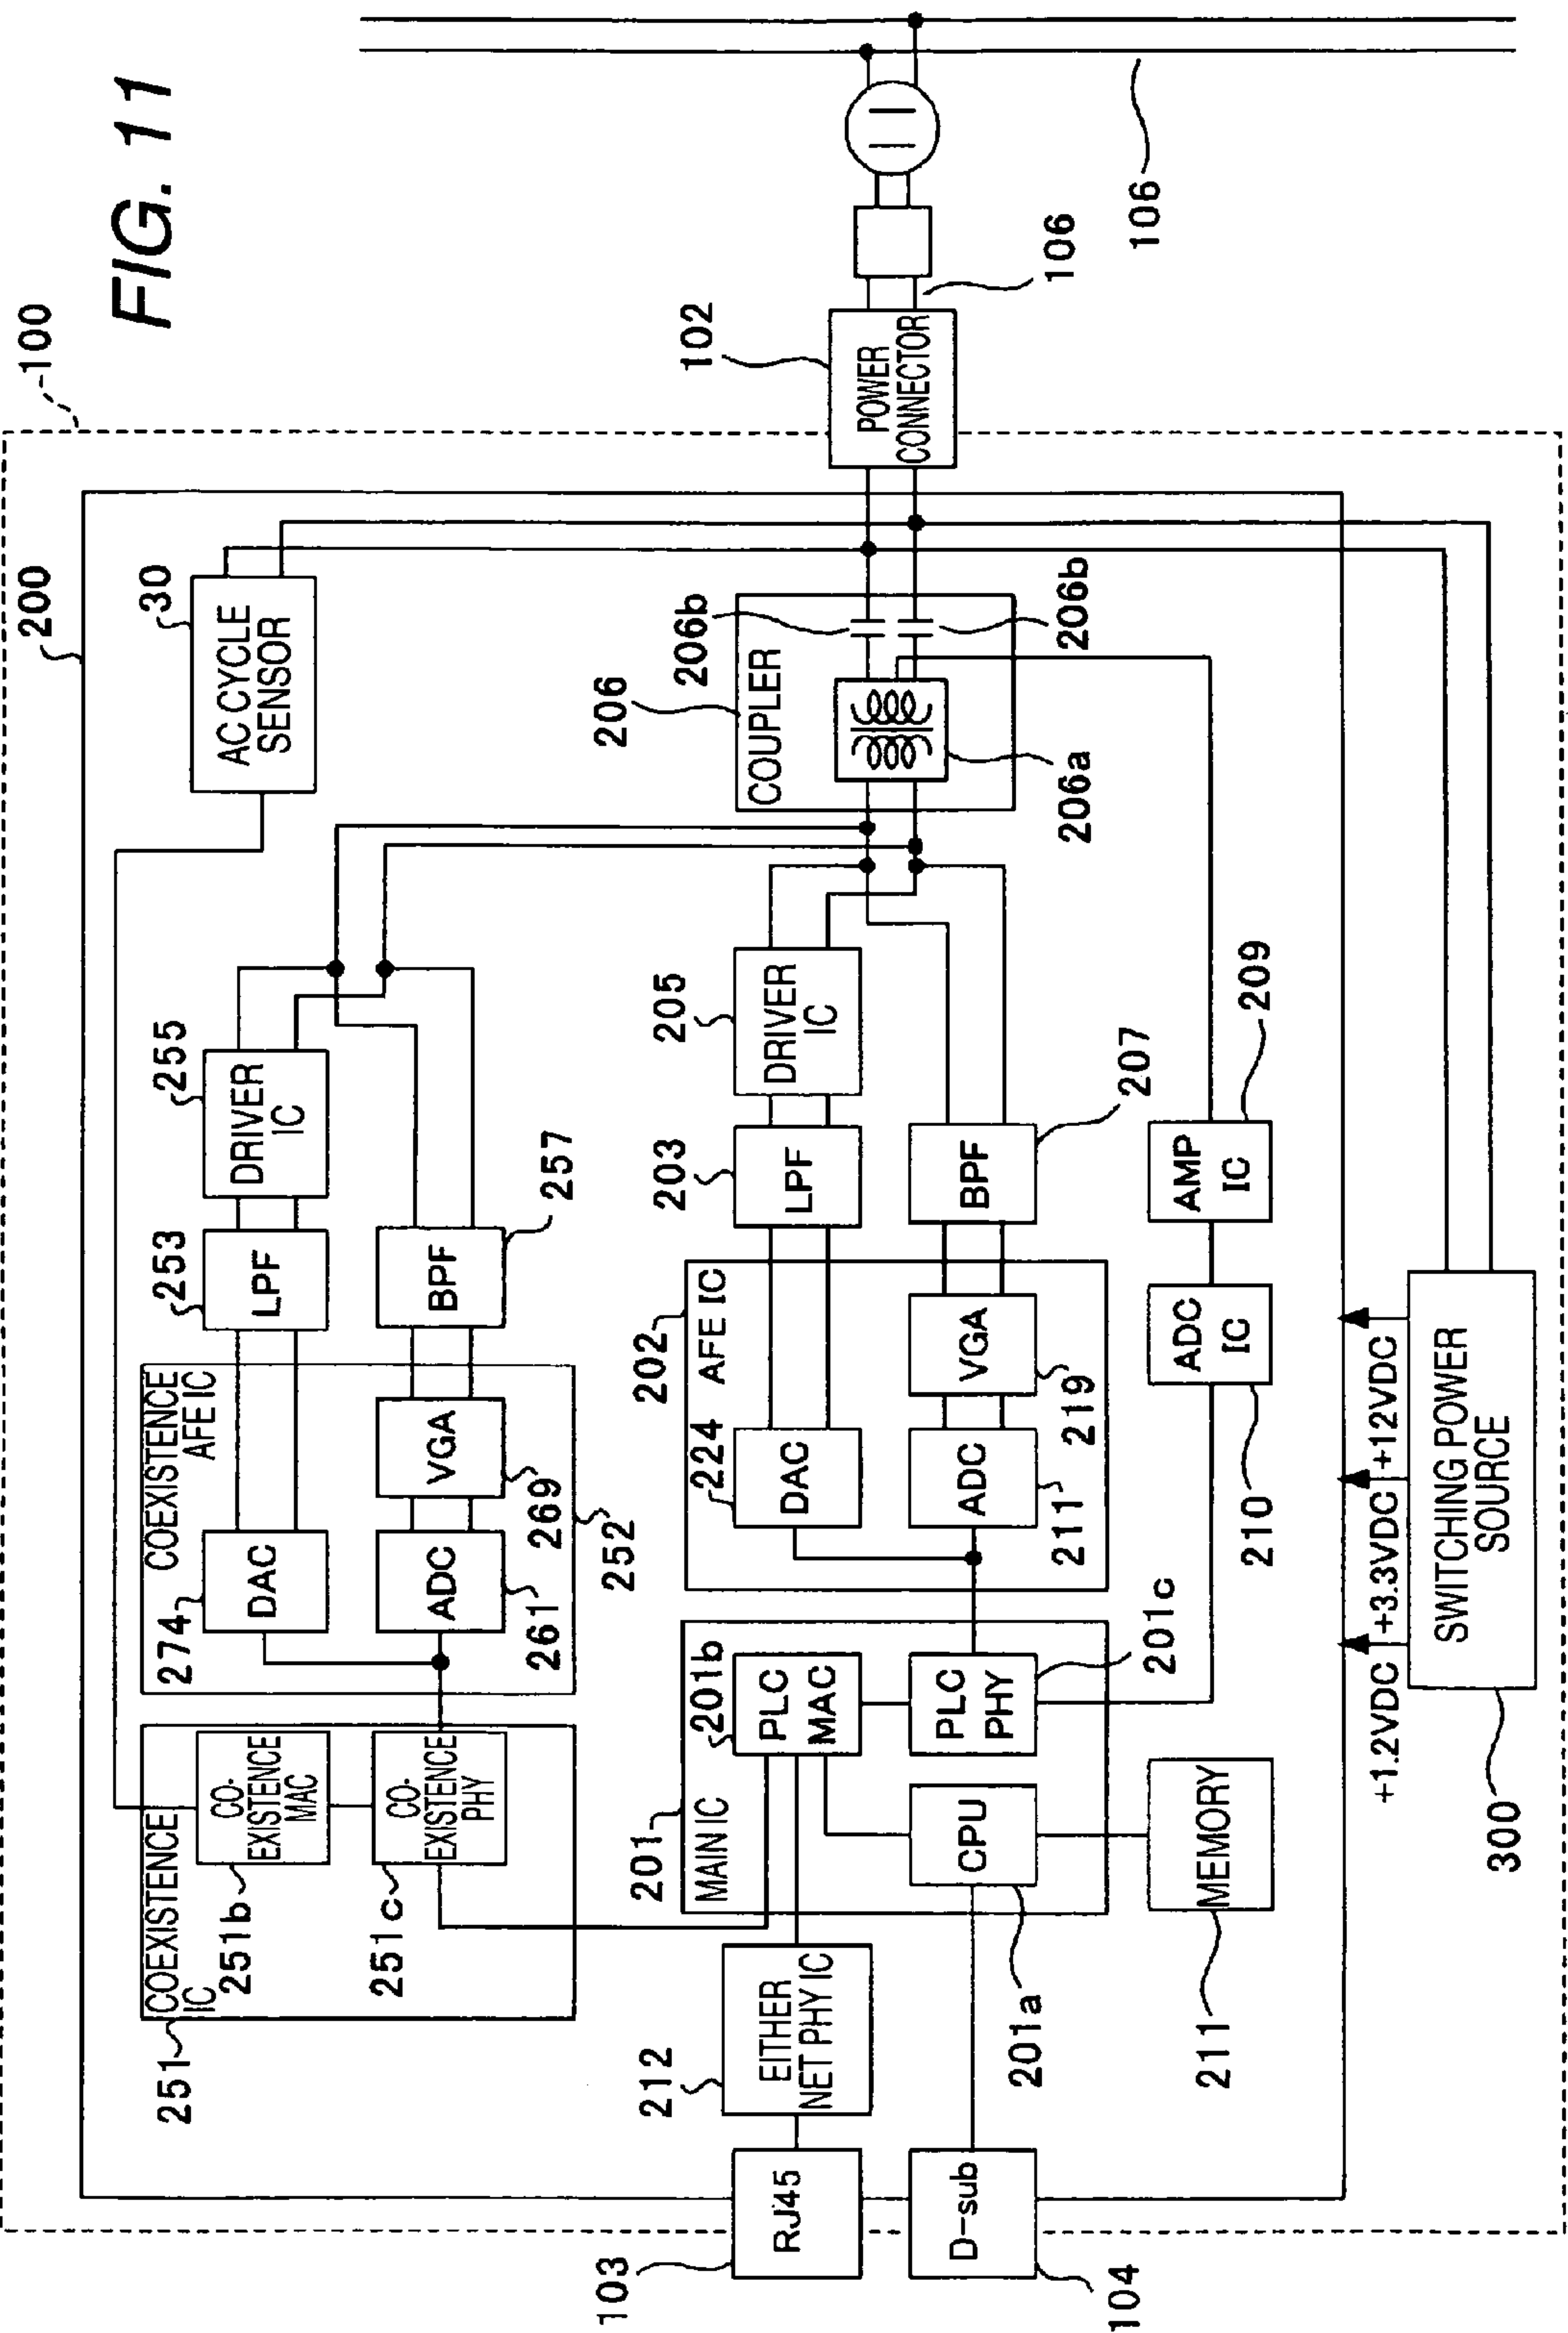 FIG. 11
100
200
30
AC CYCLE
SENSOR
102
POWER
CONNECTOR
106
106
206
COUPLER
206b
206b
206a
255
DRIVER
IC
253
LPF
257
BPF
COEXISTENCE
AFE IC
274
DAC
VGA
269
ADC
261
252
COEXISTENCE
IC
251
CO-
EXISTENCE
MAC
251b
CO-
EXISTENCE
PHY
251c
205
DRIVER
IC
203
LPF
207
BPF
202
AFE IC
224
DAC
VGA
219
ADC
211
209
AMP
IC
ADC
IC
210
201
MAIN IC
201b
PLC
MAC
PLC
PHY
201c
CPU
201a
MEMORY
211
212
EITHER
NET PHY IC
RJ45
103
D-sub
104
+1.2VDC
+3.3VDC
+12VDC
SWITCHING POWER
SOURCE
300